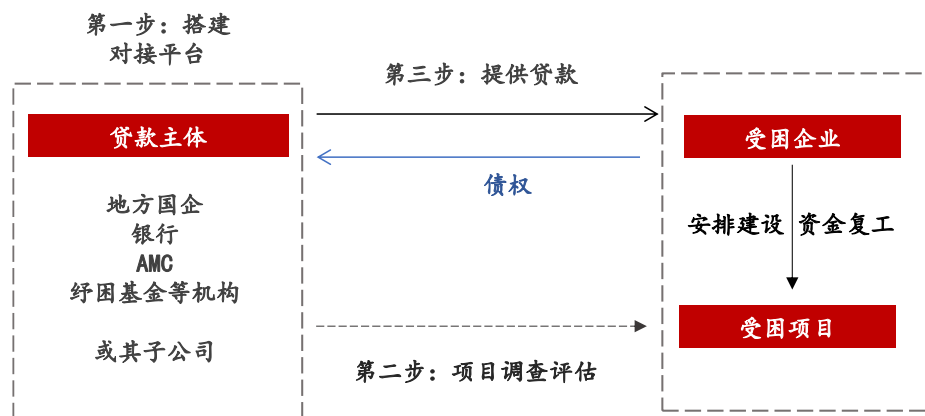 第一步：搭建
对接平台
贷款主体
地方国企
银行
AMC
纾困基金等机构
或其子公司
第三步：提供贷款
债权
第二步：项目调查评估
受困企业
安排建设 资金复工
受困项目